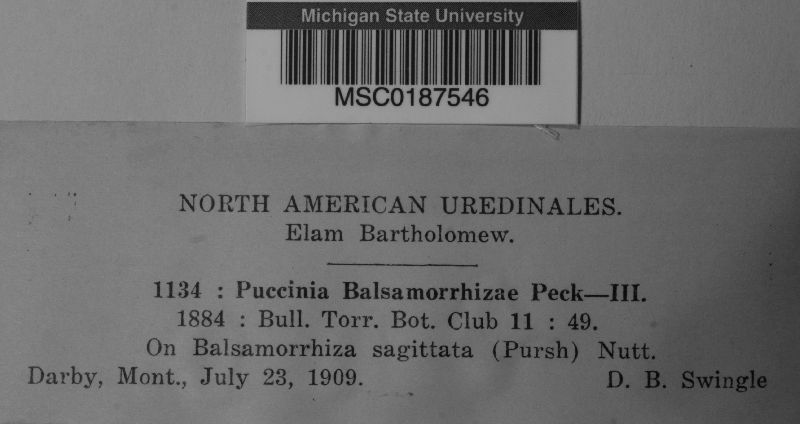 Michigan State University
MSC0187546
NORTH AMERICAN UREDINALES.
Elam Bartholomew.
1134 : Puccinia Balsamorrhizae Peck—III.
1884 : Bull. Torr. Bot. Club 11 : 49.
On Balsamorrhiza sagittata (Pursh) Nutt.
Darby, Mont., July 23, 1909. D. B. Swingle